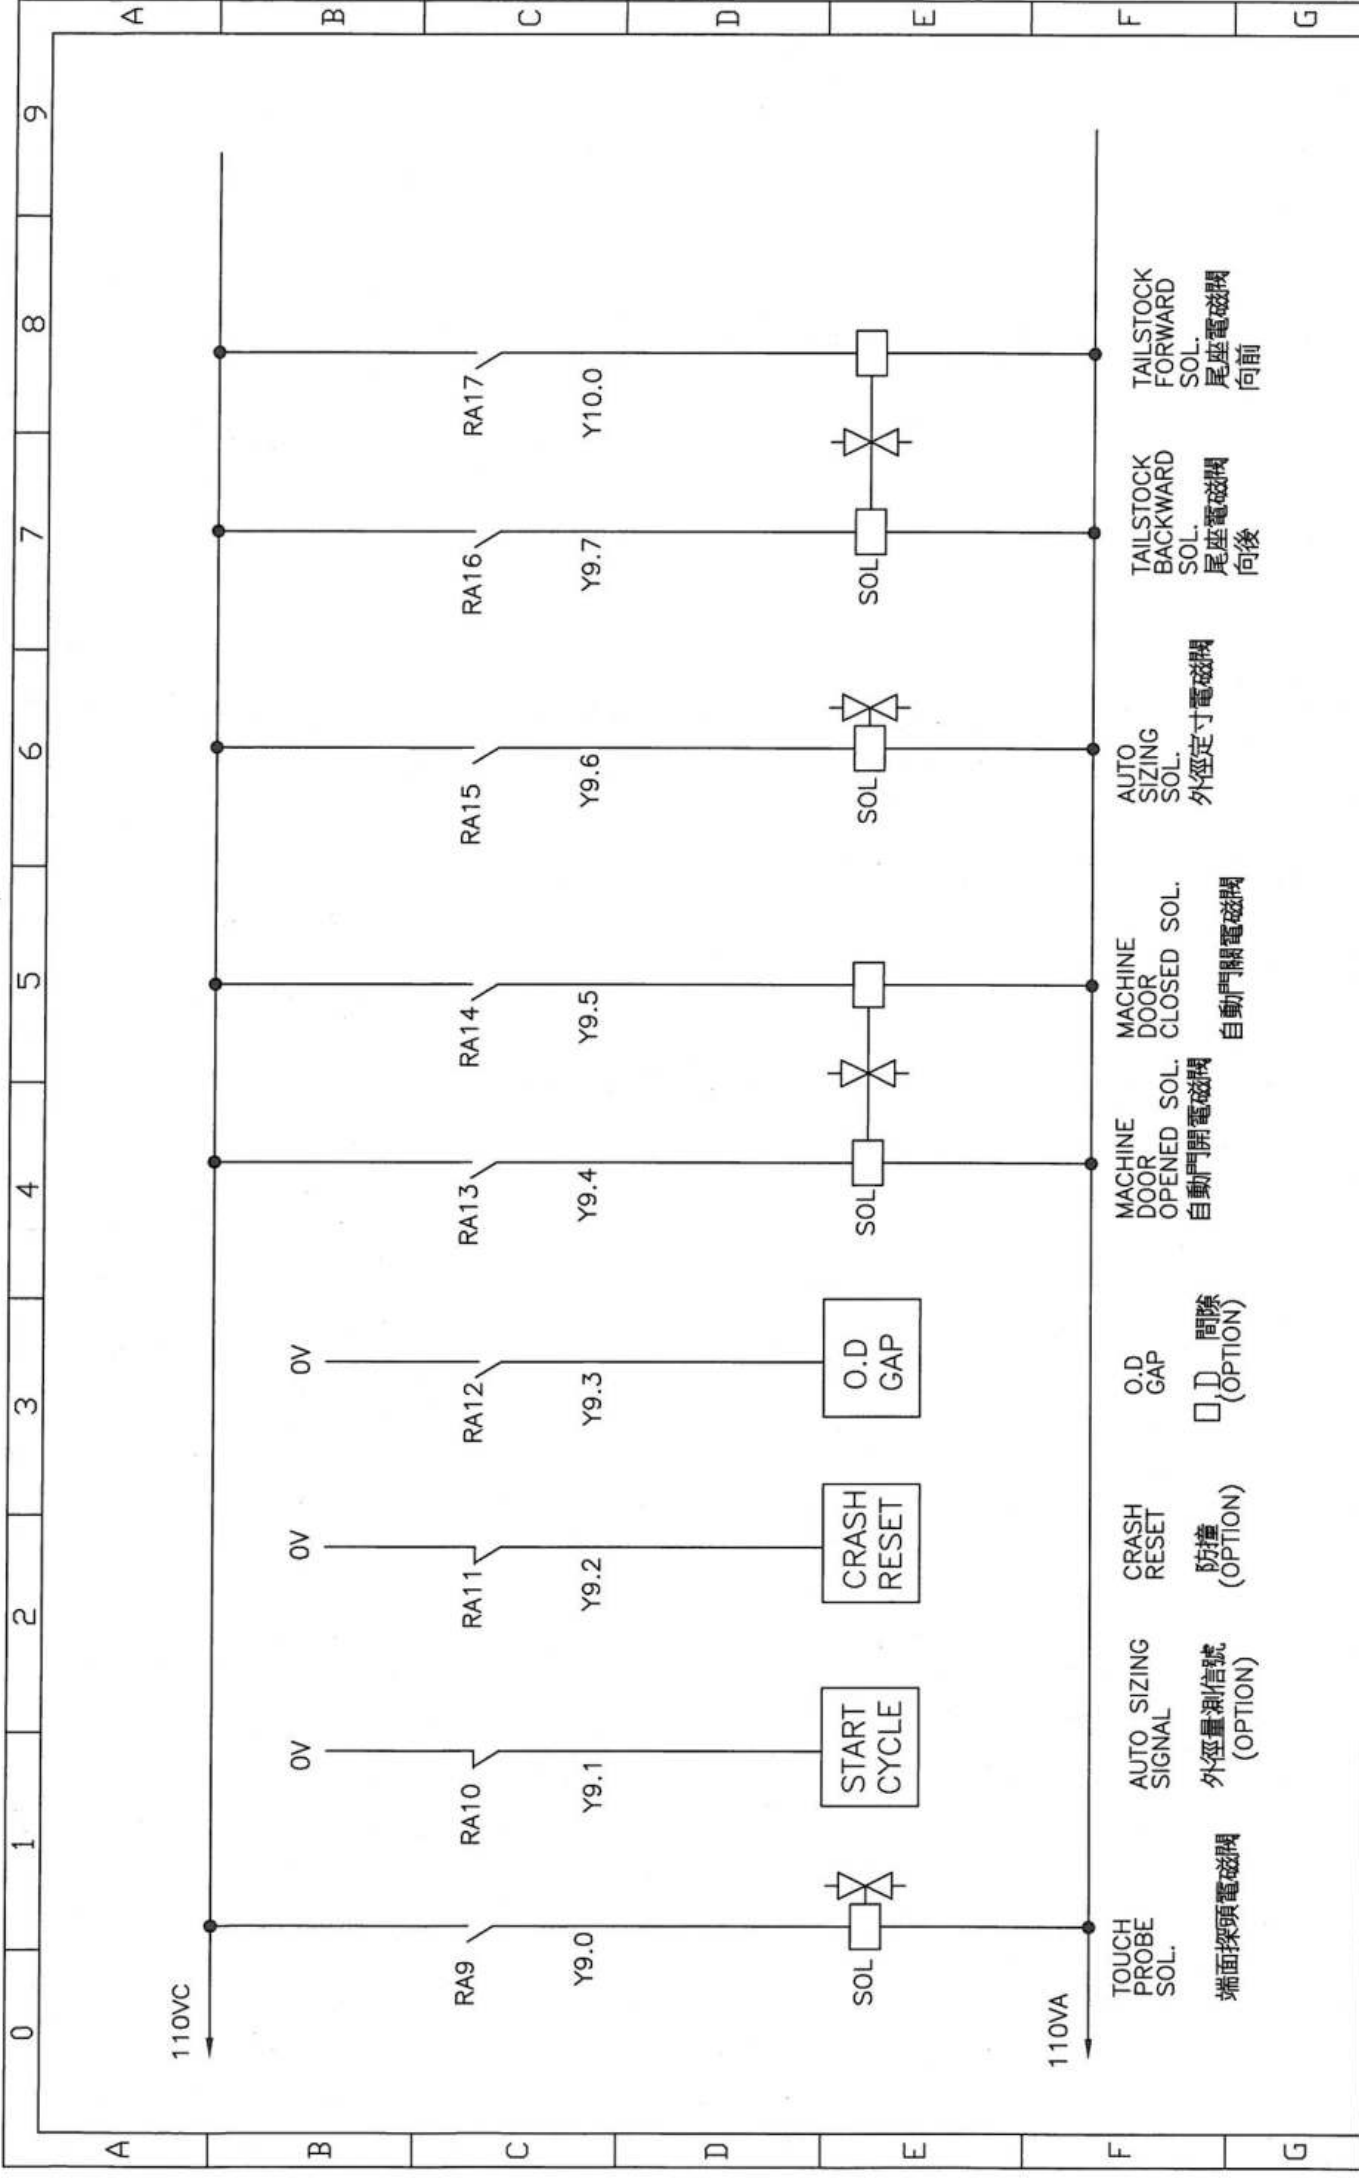 0 1 2 3 4 5 6 7 8 9
A
A
B
B
C
C
D
D
E
E
F
F
G
G
110VC
0V
0V
0V
RA9
RA10
RA11
RA12
RA13
RA14
RA15
RA16
RA17
Y9.0
Y9.1
Y9.2
Y9.3
Y9.4
Y9.5
Y9.6
Y9.7
Y10.0
SOL
START
CYCLE
CRASH
RESET
O.D
GAP
SOL
SOL
SOL
110VA
TOUCH
PROBE
SOL.
端面探頭電磁閥
AUTO SIZING
SIGNAL
外徑量測信號
(OPTION)
CRASH
RESET
防撞
(OPTION)
O.D
GAP
□.D 間隙
(OPTION)
MACHINE
DOOR
OPENED SOL.
自動門開電磁閥
MACHINE
DOOR
CLOSED SOL.
自動門關電磁閥
AUTO
SIZING
SOL.
外徑定寸電磁閥
TAILSTOCK
BACKWARD
SOL.
尾座電磁閥
向後
TAILSTOCK
FORWARD
SOL.
尾座電磁閥
向前